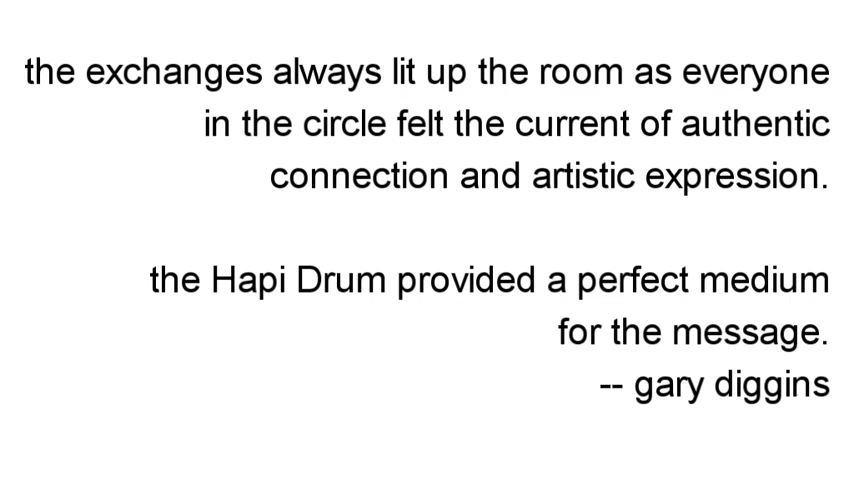 the exchanges always lit up the room as everyone
in the circle felt the current of authentic
connection and artistic expression.
the Hapi Drum provided a perfect medium
for the message.
-- gary diggins